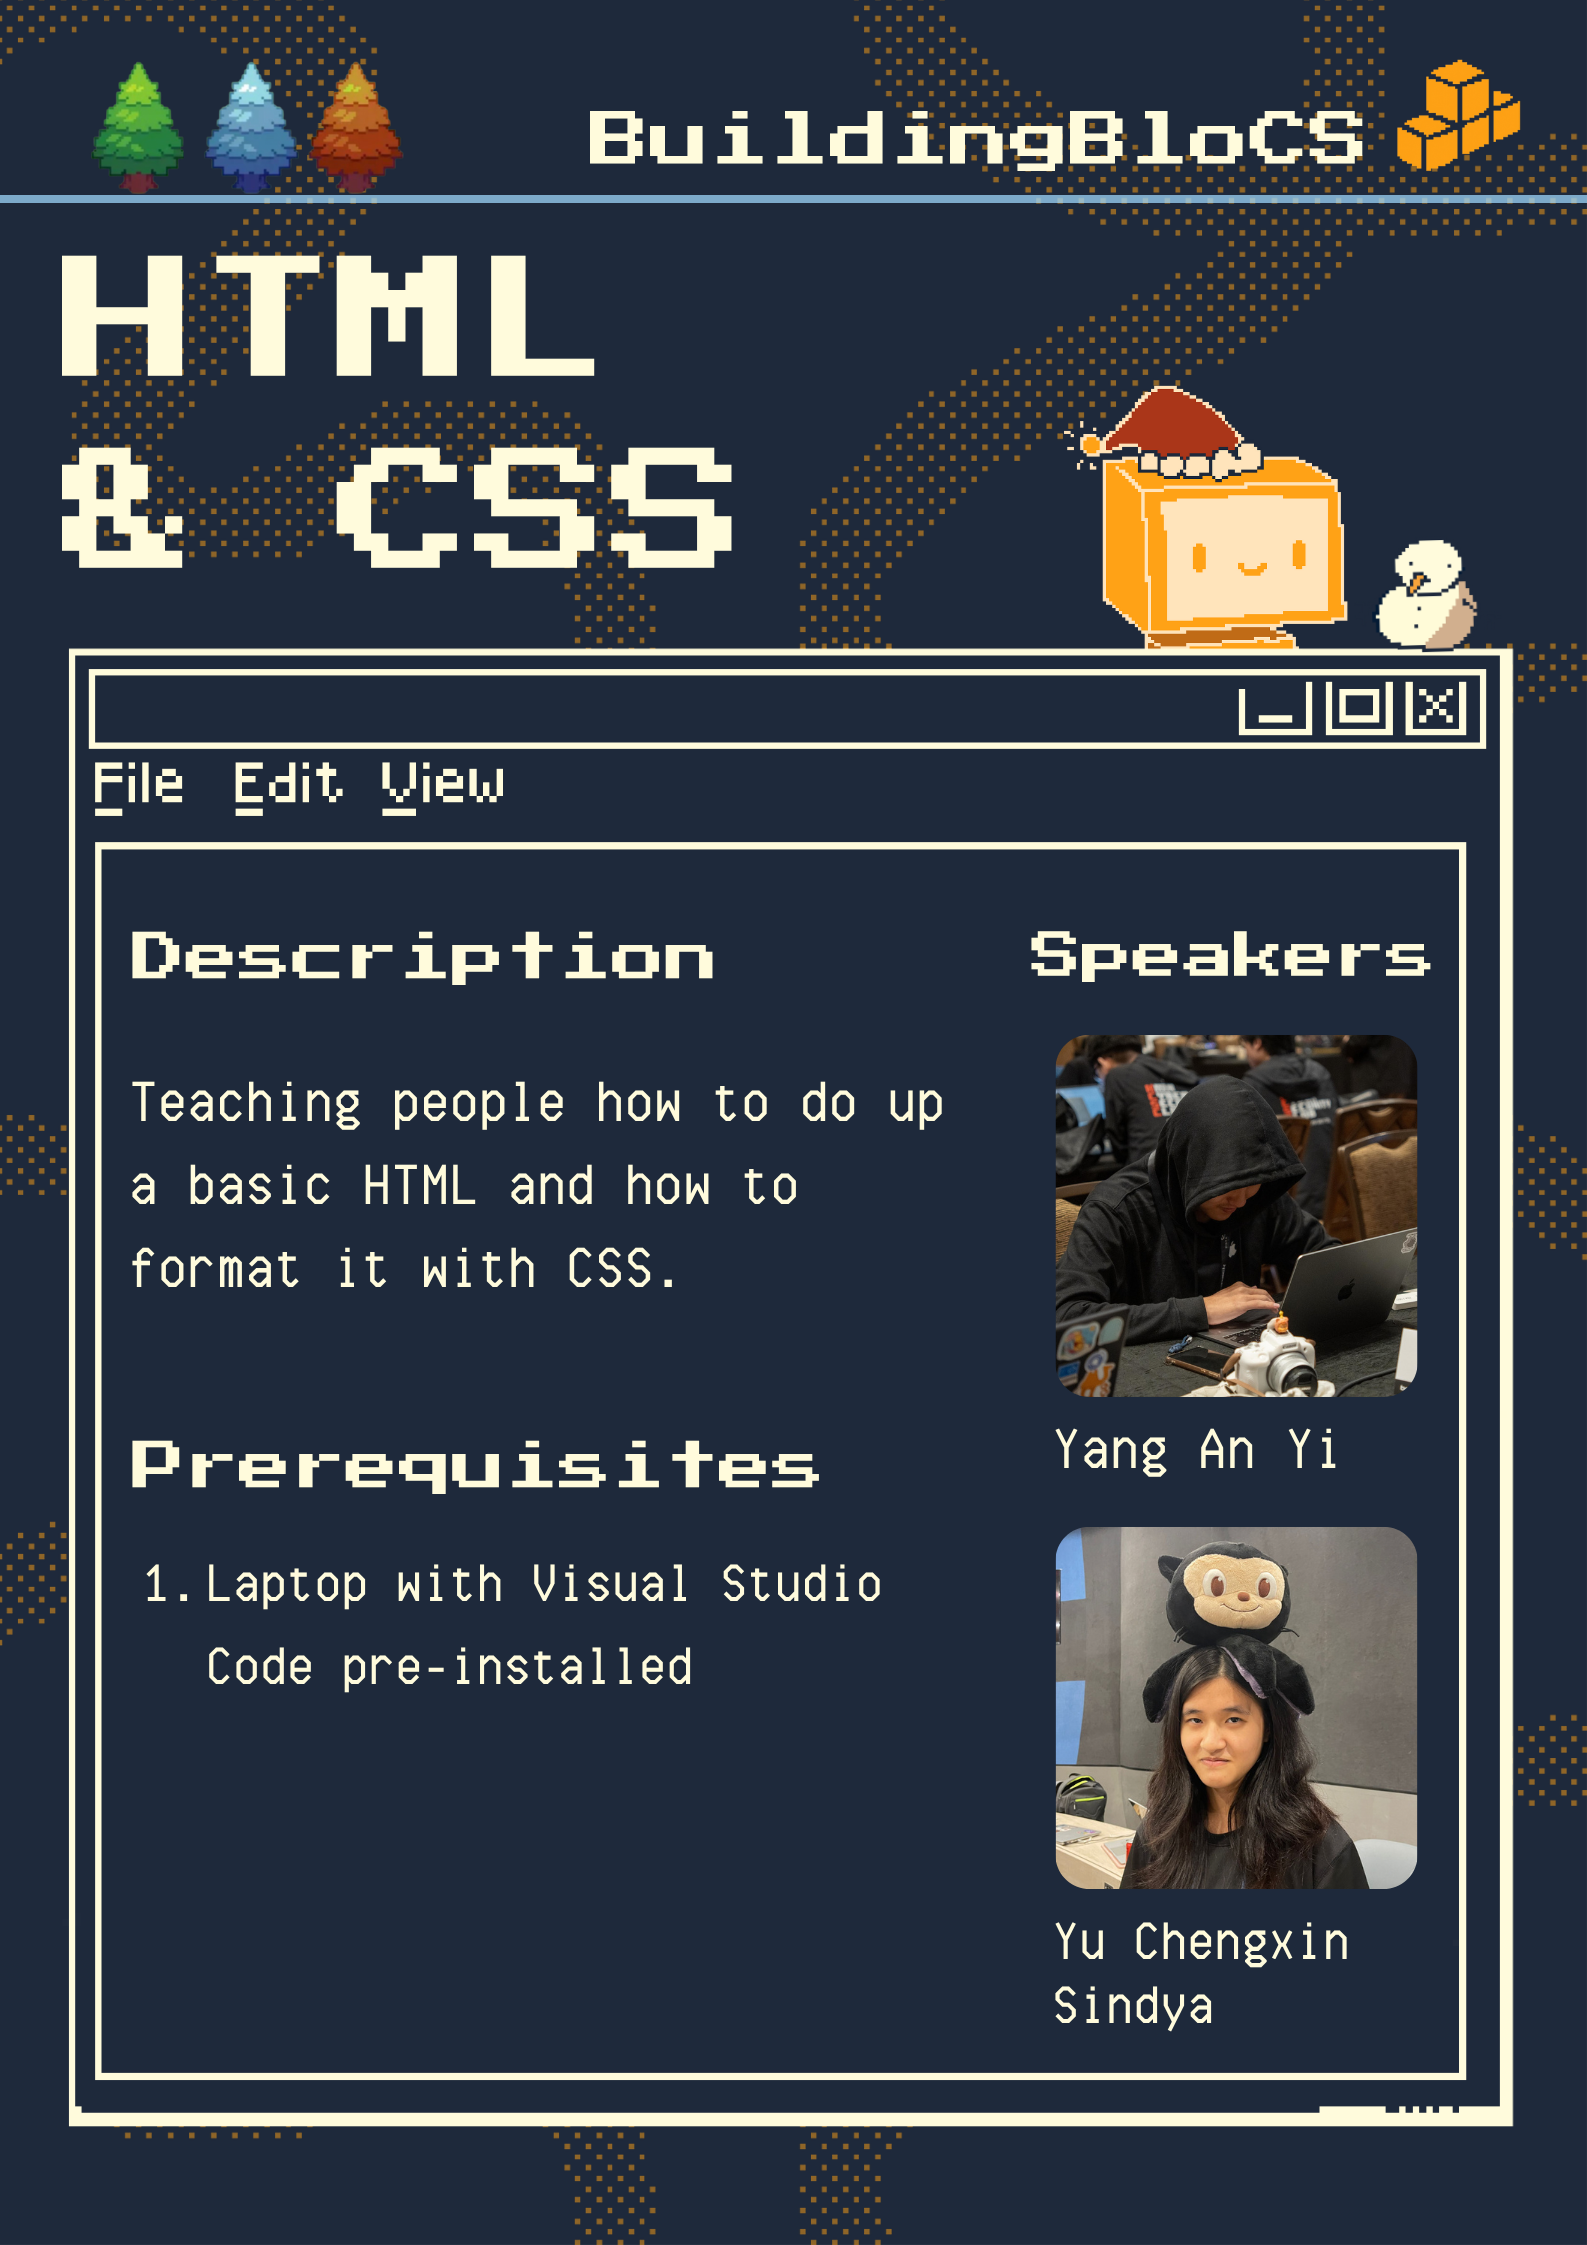 BuildingBloCS
HTML
& CSS
File Edit View
Description
Teaching people how to do up
a basic HTML and how to
format it with CSS.
Prerequisites
1. Laptop with Visual Studio
Code pre-installed
Speakers
Yang An Yi
Yu Chengxin
Sindya